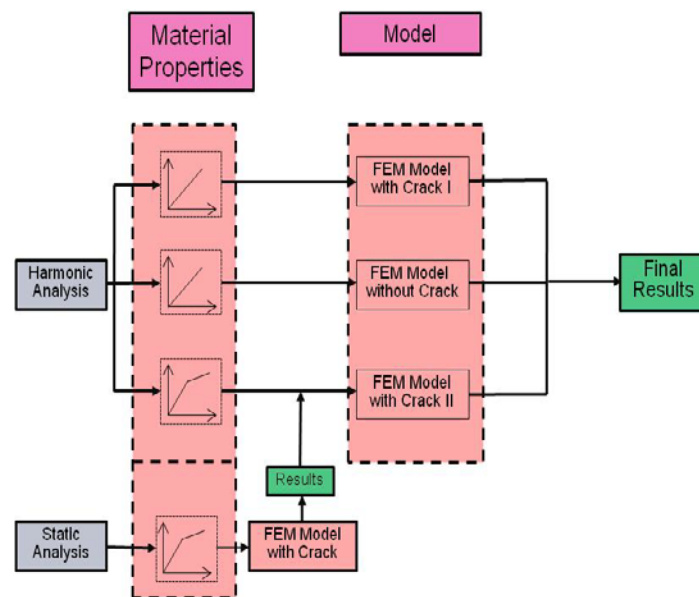 Material
Properties
Model
FEM Model
with Crack I
Harmonic
Analysis
FEM Model
without Crack
Final
Results
FEM Model
with Crack II
Results
Static
Analysis
FEM Model
with Crack